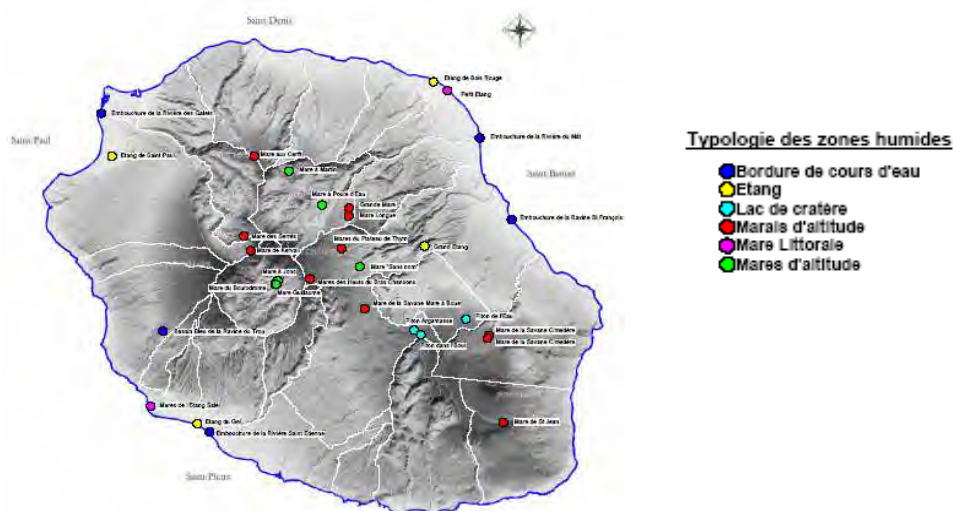 Saint-Denis
Etang de Bois Rouge
Petit Etang
Embouchure de la Rivière des Galets
Embouchure de la Rivière du Mât
Saint-Paul
Etang de Saint Paul
Mare aux Cerfs
Mare à Martin
Saint-Benoit
Mare à Poule d'Eau
Grande Mare
Mare Longue
Embouchure de la Ravine St François
Mare des Serrés
Mares du Plateau de Thym
Grand Etang
Mare de Kerval
Mare "Sans nom"
Mare à Joncs
Mares des Hauts du Bras Chansons
Mare du Boulodrome
Mare Guillaume
Mare de la Savane Mare à Boue
Piton de l'Eau
Piton Argamasse
Bassin Bleu de la Ravine du Trou
Mare de la Savane Cimetière
Piton dans l'Eau
Mare de la Savane Cimetière
Mares de l'Etang Salé
Etang du Gol
Mare de St Jean
Embouchure de la Rivière Saint Etienne
Saint-Pierre
Typologie des zones humides
Bordure de cours d'eau
Etang
Lac de cratère
Marais d'altitude
Mare Littorale
Mares d'altitude